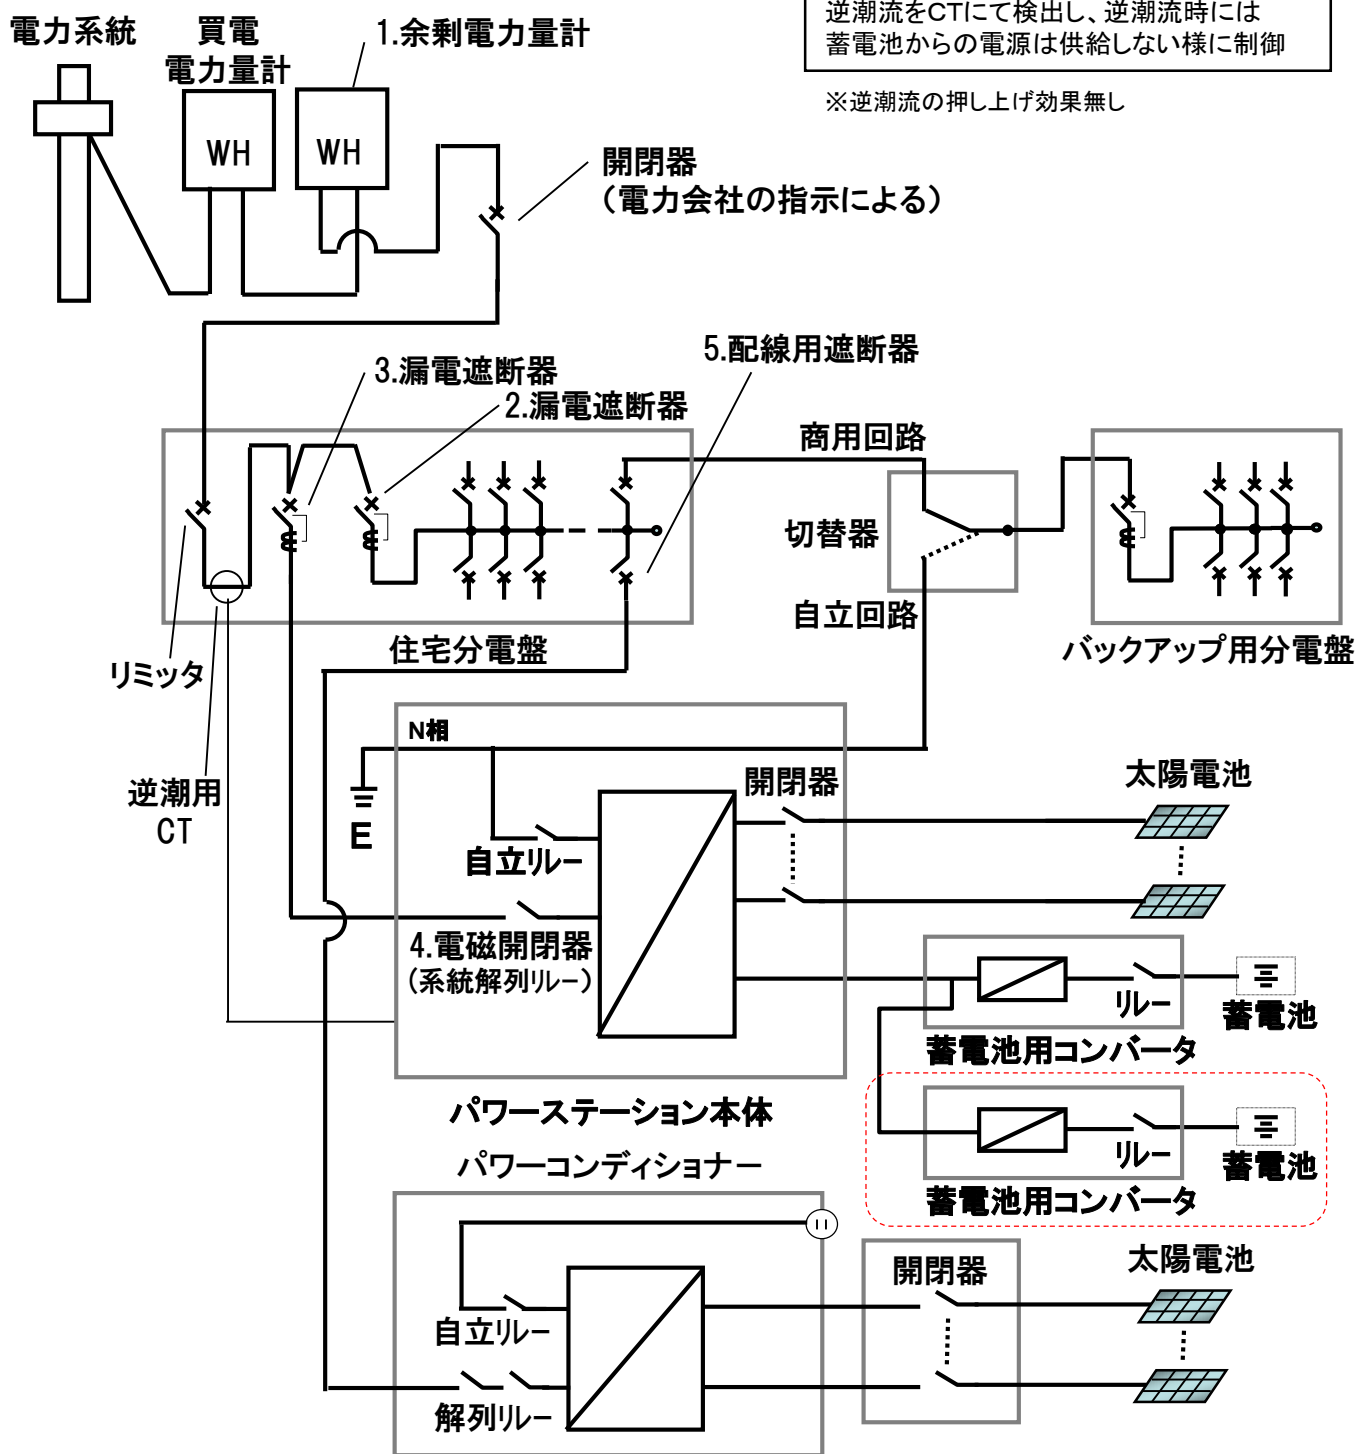 逆潮流をCTにて検出し、逆潮流時には
蓄電池からの電源は供給しない様に制御
※逆潮流の押し上げ効果無し
電力系統
買電
電力量計
1.余剰電力量計
WH
WH
開閉器
(電力会社の指示による)
5.配線用遮断器
3.漏電遮断器
2.漏電遮断器
商用回路
切替器
自立回路
住宅分電盤
バックアップ用分電盤
リミッタ
逆潮用
CT
N相
E
開閉器
太陽電池
自立リレー
4.電磁開閉器
(系統解列リレー)
リレー
蓄電池
蓄電池用コンバータ
パワーステーション本体
リレー
蓄電池
蓄電池用コンバータ
パワーコンディショナー
開閉器
太陽電池
自立リレー
解列リレー